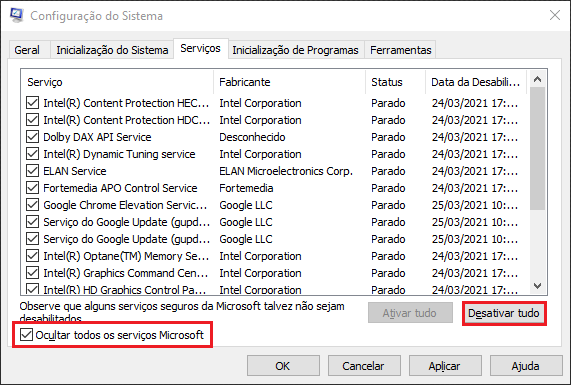 Configuração do Sistema
Geral Inicialização do Sistema Serviços Inicialização de Programas Ferramentas
Serviço Fabricante Status Data da Desabili...
Intel(R) Content Protection HEC... Intel Corporation Parado 24/03/2021 17:...
Intel(R) Content Protection HDC... Intel Corporation Parado 24/03/2021 17:...
Dolby DAX API Service Desconhecido Parado 24/03/2021 17:...
Intel(R) Dynamic Tuning service Intel Corporation Parado 24/03/2021 17:...
ELAN Service ELAN Microelectronics Corp. Parado 24/03/2021 17:...
Fortemedia APO Control Service Fortemedia Parado 24/03/2021 17:...
Google Chrome Elevation Servic... Google LLC Parado 25/03/2021 10:...
Serviço do Google Update (gupd... Google LLC Parado 25/03/2021 10:...
Serviço do Google Update (gupd... Google LLC Parado 25/03/2021 10:...
Intel(R) Optane(TM) Memory Se... Intel Corporation Parado 24/03/2021 17:...
Intel(R) Graphics Command Cen... Intel Corporation Parado 24/03/2021 17:...
Intel(R) HD Graphics Control Pa... Intel Corporation Parado 24/03/2021 17:...
Observe que alguns serviços seguros da Microsoft talvez não sejam
desabilitados.
Ativar tudo Desativar tudo
Ocultar todos os serviços Microsoft
OK Cancelar Aplicar Ajuda